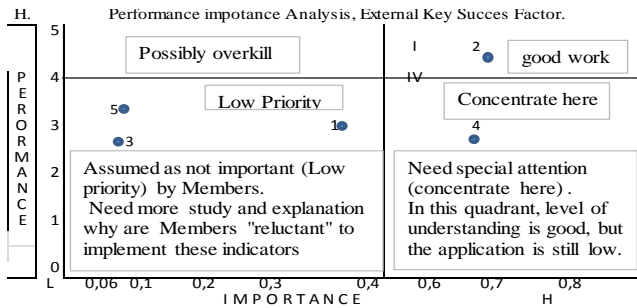 H. Performance impotance Analysis, External Key Succes Factor.
5
Possibly overkill
I 2 good work
4
IV
Low Priority
Concentrate here
5
3
1
4
3
Assumed as not important (Low
priority) by Members.
Need more study and explanation
why are Members "reluctant" to
implement these indicators
Need special attention
(concentrate here) .
In this quadrant, level of
understanding is good, but
the application is still low.
2
1
0
PERORMANCE
L 0,06 0,1 0,2 0,3 0,4 0,6 0,7 0,8
IMPORTANCE H